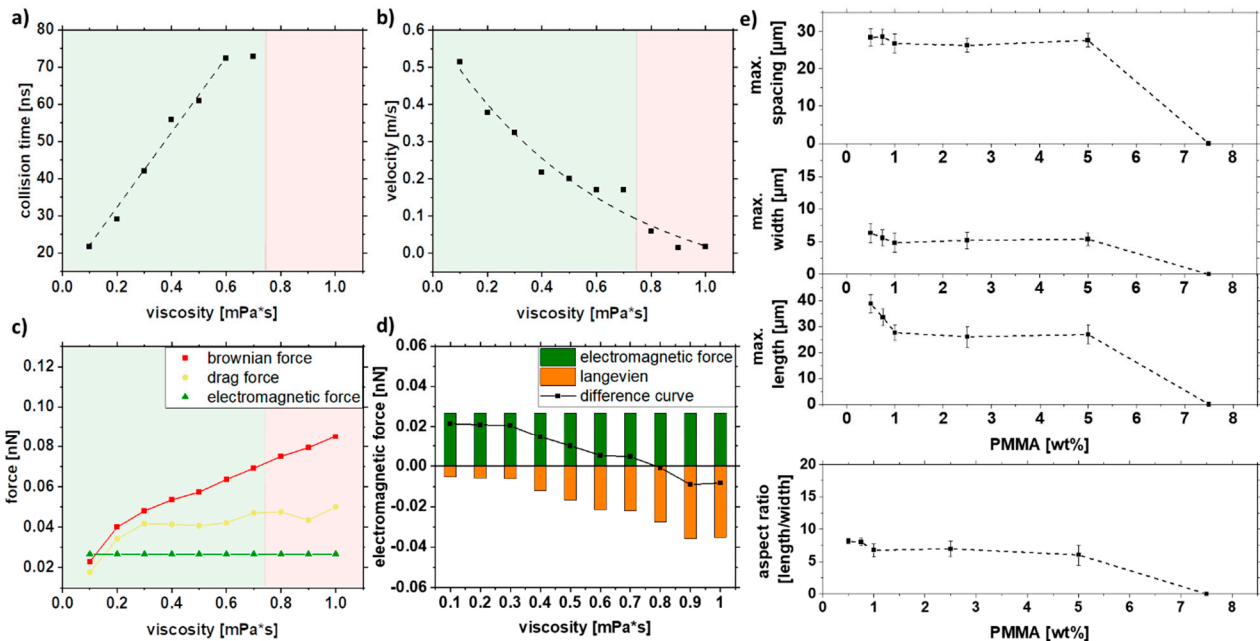 a)
80
70
60
50
40
30
20
collision time [ns]
0.0 0.2 0.4 0.6 0.8 1.0
viscosity [mPa*s]
b)
0.6
0.5
0.4
0.3
0.2
0.1
0.0
velocity [m/s]
0.0 0.2 0.4 0.6 0.8 1.0
viscosity [mPa*s]
c)
brownian force
drag force
electromagnetic force
0.12
0.10
0.08
0.06
0.04
0.02
force [nN]
0.0 0.2 0.4 0.6 0.8 1.0
viscosity [mPa*s]
d)
electromagnetic force
langevien
difference curve
0.06
0.04
0.02
0.00
-0.02
-0.04
-0.06
electromagnetic force [nN]
0.1 0.2 0.3 0.4 0.5 0.6 0.7 0.8 0.9 1
viscosity [mPa*s]
e)
30
20
10
0
max.
spacing [µm]
0 1 2 3 4 5 6 7 8
15
10
5
0
max.
width [µm]
0 1 2 3 4 5 6 7 8
40
30
20
10
0
max.
length [µm]
0 1 2 3 4 5 6 7 8
PMMA [wt%]
20
15
10
5
0
aspect ratio
[length/width]
0 1 2 3 4 5 6 7 8
PMMA [wt%]